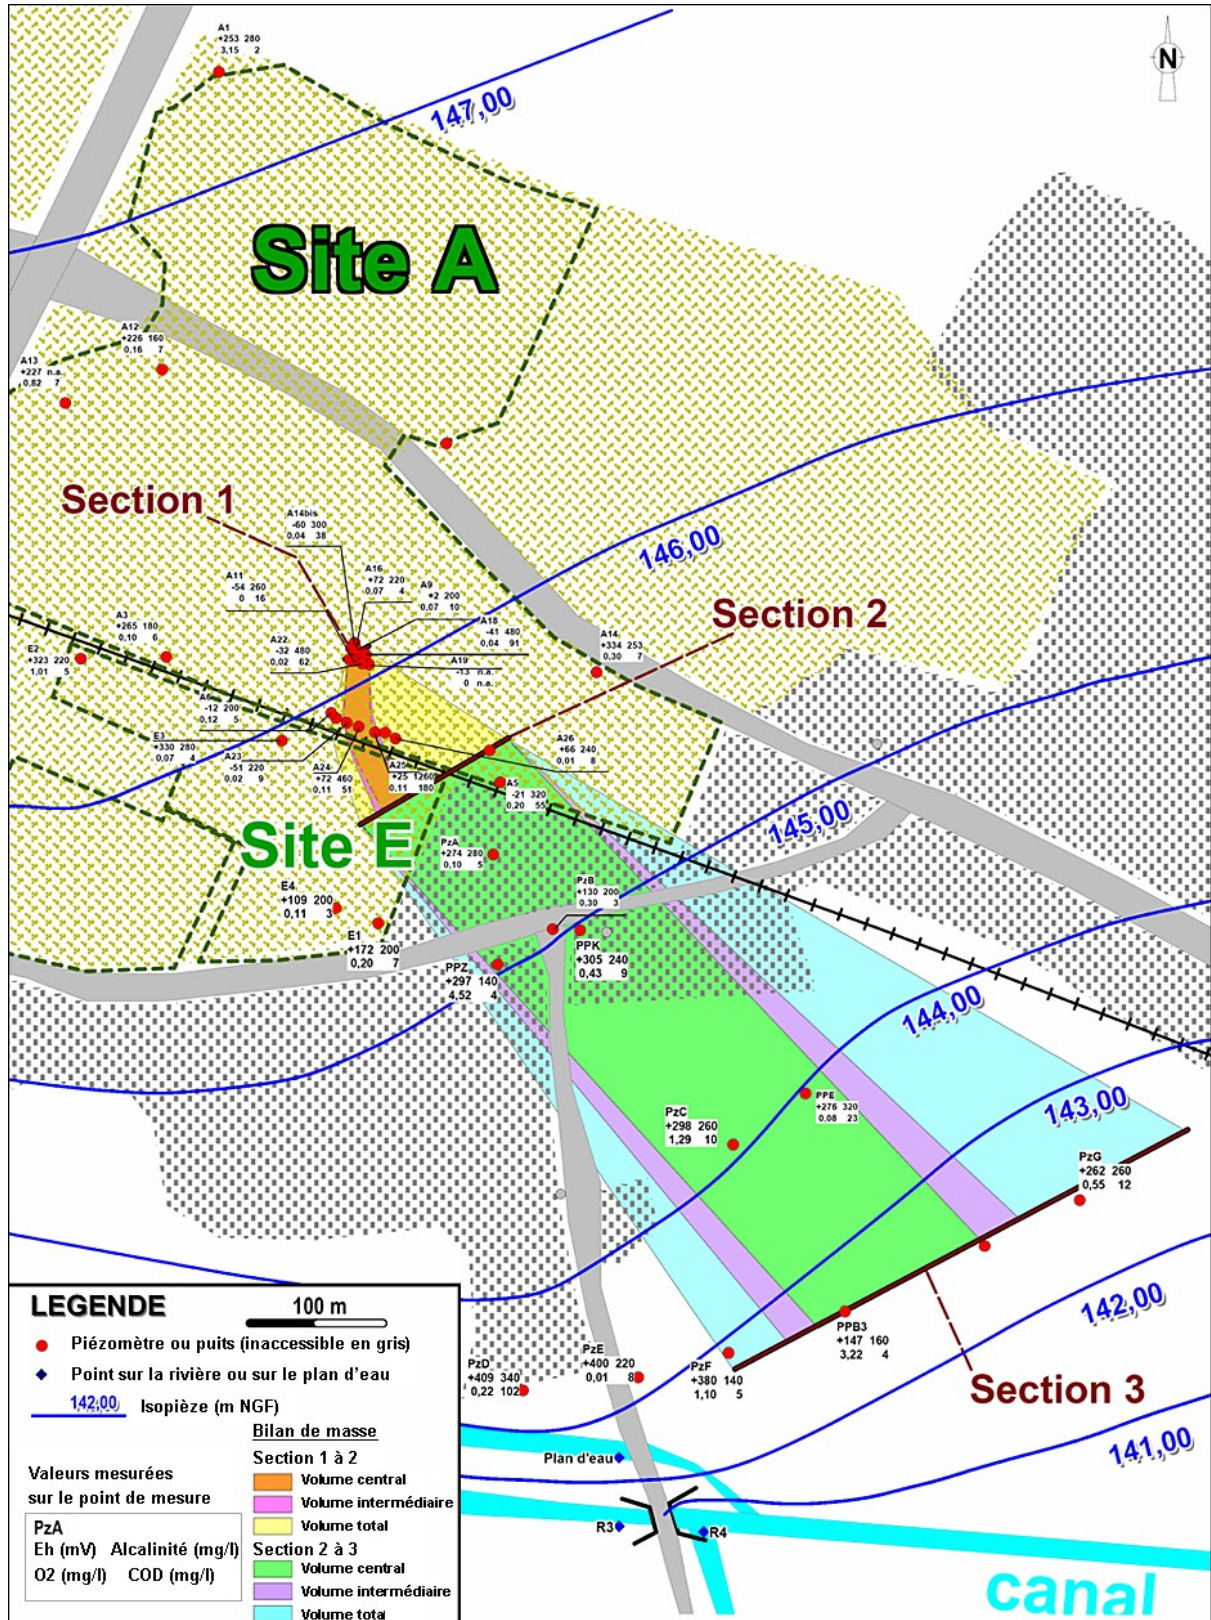 A1
+253 280
3,15 2
N
147,00
Site A
A12
+226 160
0,16 7
A13
+227 n.a.
0,82 7
146,00
Section 1
A14bis
-60 300
0,04 38
A16
+72 220
0,07 4
A11
-54 260
0 16
A9
+2 200
0,07 10
Section 2
A3
+265 180
0,10 6
A18
-41 480
0,04 91
A22
-32 480
0,02 62
A14
+334 253
0,30 7
E2
+323 220
1,01 5
A19
-13 n.a.
0 n.a.
A6
-12 200
0,12 5
E3
+330 280
0,07 4
A23
-51 220
0,02 9
A24
+72 460
0,11 51
A25
+25 1260
0,11 180
A26
+66 240
0,01 8
A5
-21 320
0,20 55
145,00
Site E
PzA
+274 280
0,10 5
PzB
+130 200
0,30 3
E4
+109 200
0,11 3
E1
+172 200
0,20 7
PPK
+305 240
0,43 9
PPZ
+297 140
4,52 4
144,00
PPE
+276 320
0,08 23
PzC
+298 260
1,29 10
143,00
PzG
+262 260
0,55 12
142,00
PPB3
+147 160
3,22 4
PzE
+400 220
0,01 8
PzD
+409 340
0,22 102
PzF
+380 140
1,10 5
Section 3
141,00
Plan d'eau
R3
R4
canal
LEGENDE
100 m
Piézomètre ou puits (inaccessible en gris)
Point sur la rivière ou sur le plan d'eau
142,00 Isopièze (m NGF)
Bilan de masse
Section 1 à 2
Volume central
Volume intermédiaire
Volume total
Section 2 à 3
Volume central
Volume intermédiaire
Volume total
Valeurs mesurées
sur le point de mesure
PzA
Eh (mV) Alcalinité (mg/l)
O2 (mg/l) COD (mg/l)